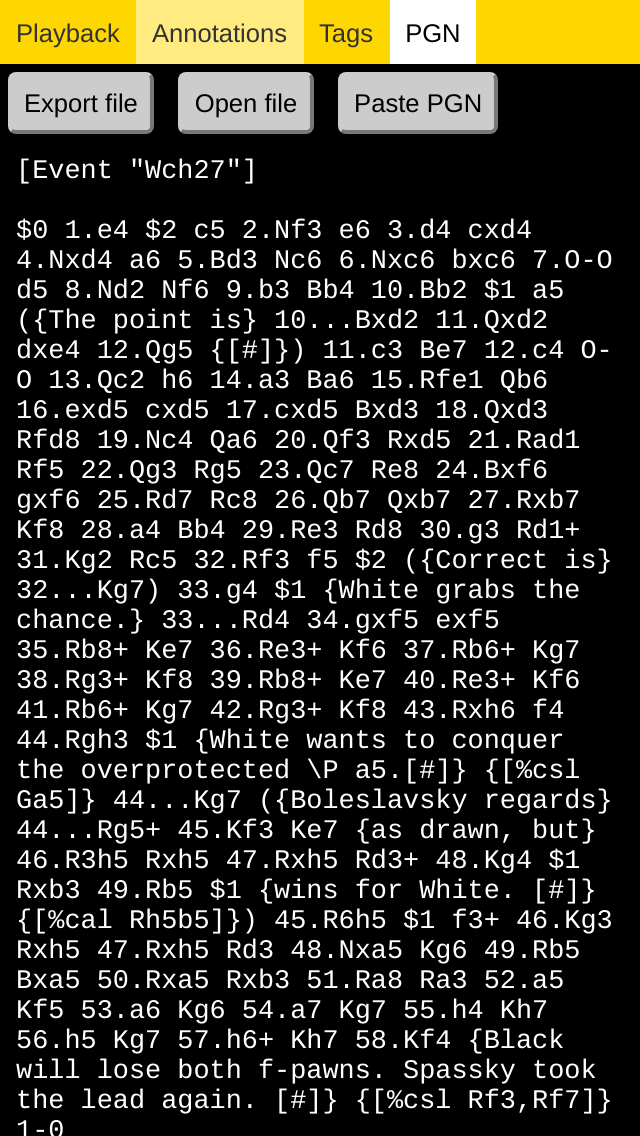 Playback Annotations Tags PGN
Export file Open file Paste PGN
[Event "Wch27"]
$0 1.e4 $2 c5 2.Nf3 e6 3.d4 cxd4
4.Nxd4 a6 5.Bd3 Nc6 6.Nxc6 bxc6 7.O-O
d5 8.Nd2 Nf6 9.b3 Bb4 10.Bb2 $1 a5
({The point is} 10...Bxd2 11.Qxd2
dxe4 12.Qg5 {[#]}) 11.c3 Be7 12.c4 O-
O 13.Qc2 h6 14.a3 Ba6 15.Rfe1 Qb6
16.exd5 cxd5 17.cxd5 Bxd3 18.Qxd3
Rfd8 19.Nc4 Qa6 20.Qf3 Rxd5 21.Rad1
Rf5 22.Qg3 Rg5 23.Qc7 Re8 24.Bxf6
gxf6 25.Rd7 Rc8 26.Qb7 Qxb7 27.Rxb7
Kf8 28.a4 Bb4 29.Re3 Rd8 30.g3 Rd1+
31.Kg2 Rc5 32.Rf3 f5 $2 ({Correct is}
32...Kg7) 33.g4 $1 {White grabs the
chance.} 33...Rd4 34.gxf5 exf5
35.Rb8+ Ke7 36.Re3+ Kf6 37.Rb6+ Kg7
38.Rg3+ Kf8 39.Rb8+ Ke7 40.Re3+ Kf6
41.Rb6+ Kg7 42.Rg3+ Kf8 43.Rxh6 f4
44.Rgh3 $1 {White wants to conquer
the overprotected \P a5.[#]} {[%csl
Ga5]} 44...Kg7 ({Boleslavsky regards}
44...Rg5+ 45.Kf3 Ke7 {as drawn, but}
46.R3h5 Rxh5 47.Rxh5 Rd3+ 48.Kg4 $1
Rxb3 49.Rb5 $1 {wins for White. [#]}
{[%cal Rh5b5]}) 45.R6h5 $1 f3+ 46.Kg3
Rxh5 47.Rxh5 Rd3 48.Nxa5 Kg6 49.Rb5
Bxa5 50.Rxa5 Rxb3 51.Ra8 Ra3 52.a5
Kf5 53.a6 Kg6 54.a7 Kg7 55.h4 Kh7
56.h5 Kg7 57.h6+ Kh7 58.Kf4 {Black
will lose both f-pawns. Spassky took
the lead again. [#]} {[%csl Rf3,Rf7]}
1-0